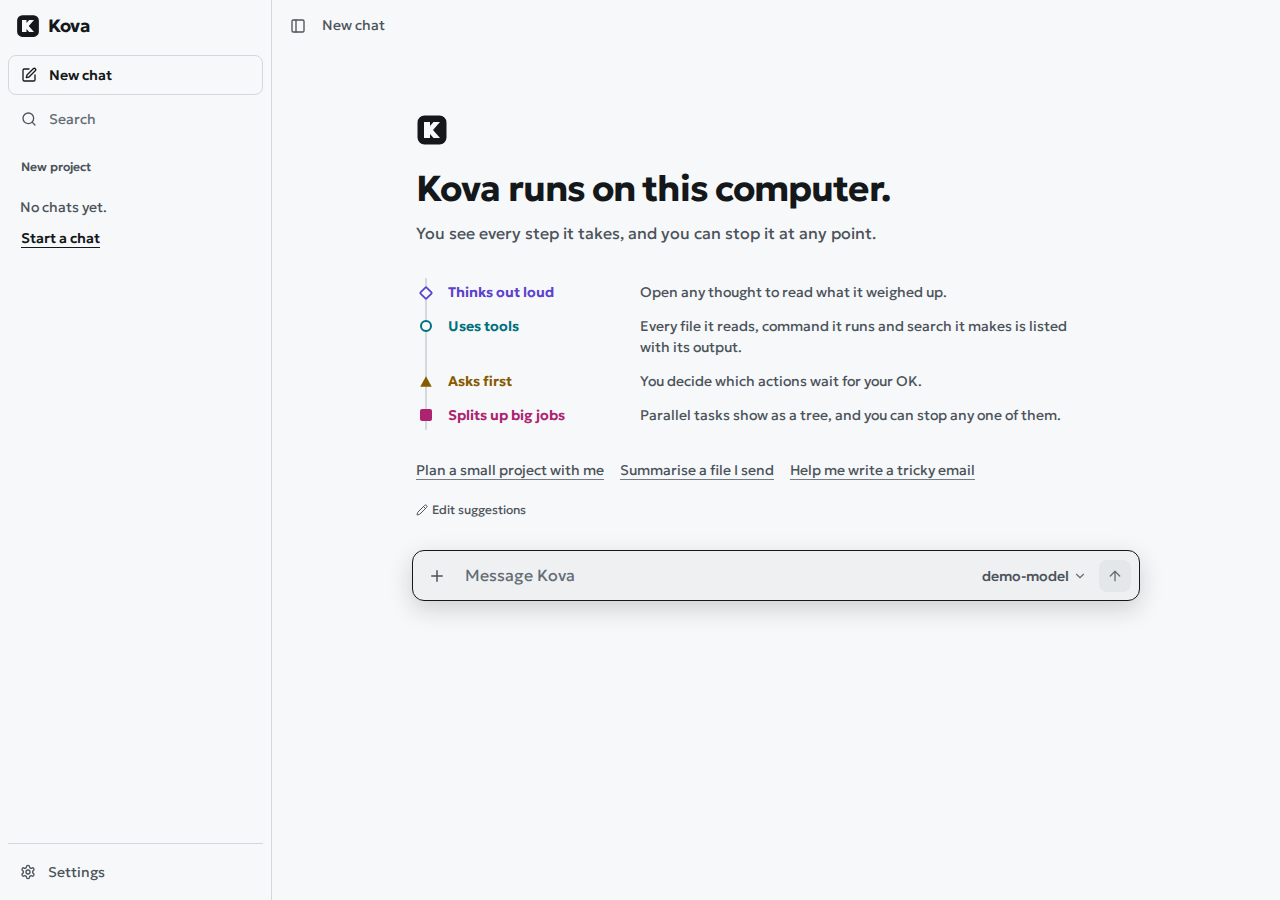 Kova
New chat
Search
New project
No chats yet.
Start a chat
Settings
New chat
Kova runs on this computer.
You see every step it takes, and you can stop it at any point.
Thinks out loud
Open any thought to read what it weighed up.
Uses tools
Every file it reads, command it runs and search it makes is listed
with its output.
Asks first
You decide which actions wait for your OK.
Splits up big jobs
Parallel tasks show as a tree, and you can stop any one of them.
Plan a small project with me
Summarise a file I send
Help me write a tricky email
Edit suggestions
Message Kova
demo-model